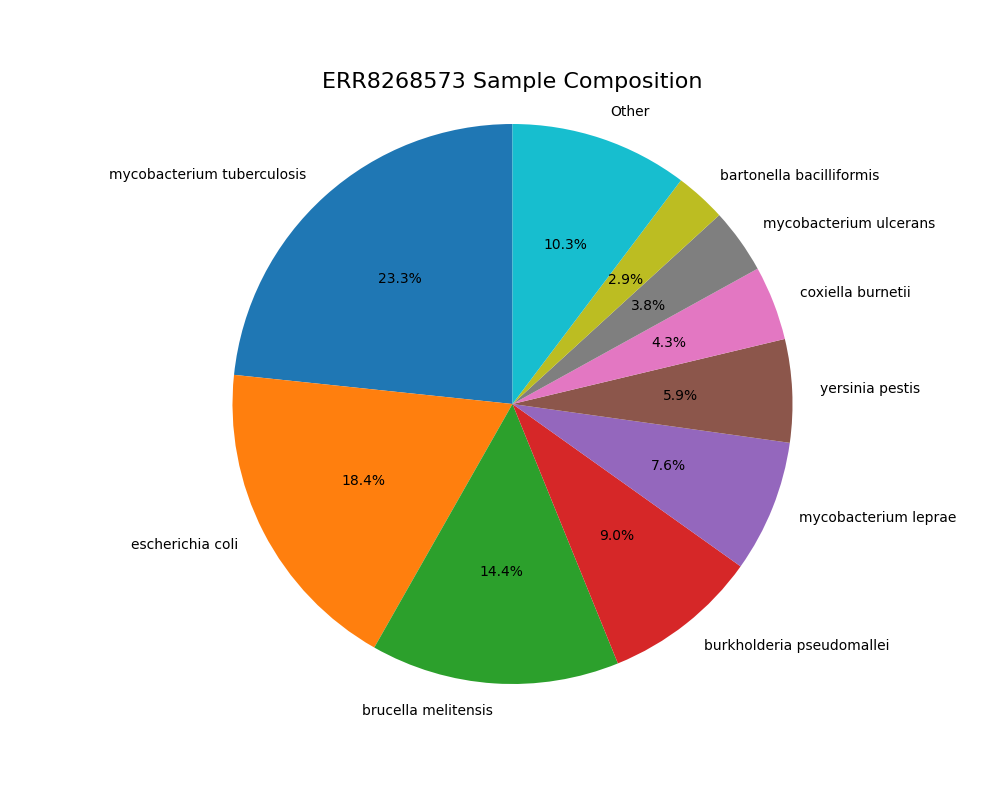 ERR8268573 Sample Composition
Other
bartonella bacilliformis
mycobacterium tuberculosis
mycobacterium ulcerans
10.3%
23.3%
2.9%
coxiella burnetii
3.8%
4.3%
yersinia pestis
5.9%
7.6%
18.4%
mycobacterium leprae
9.0%
escherichia coli
14.4%
burkholderia pseudomallei
brucella melitensis